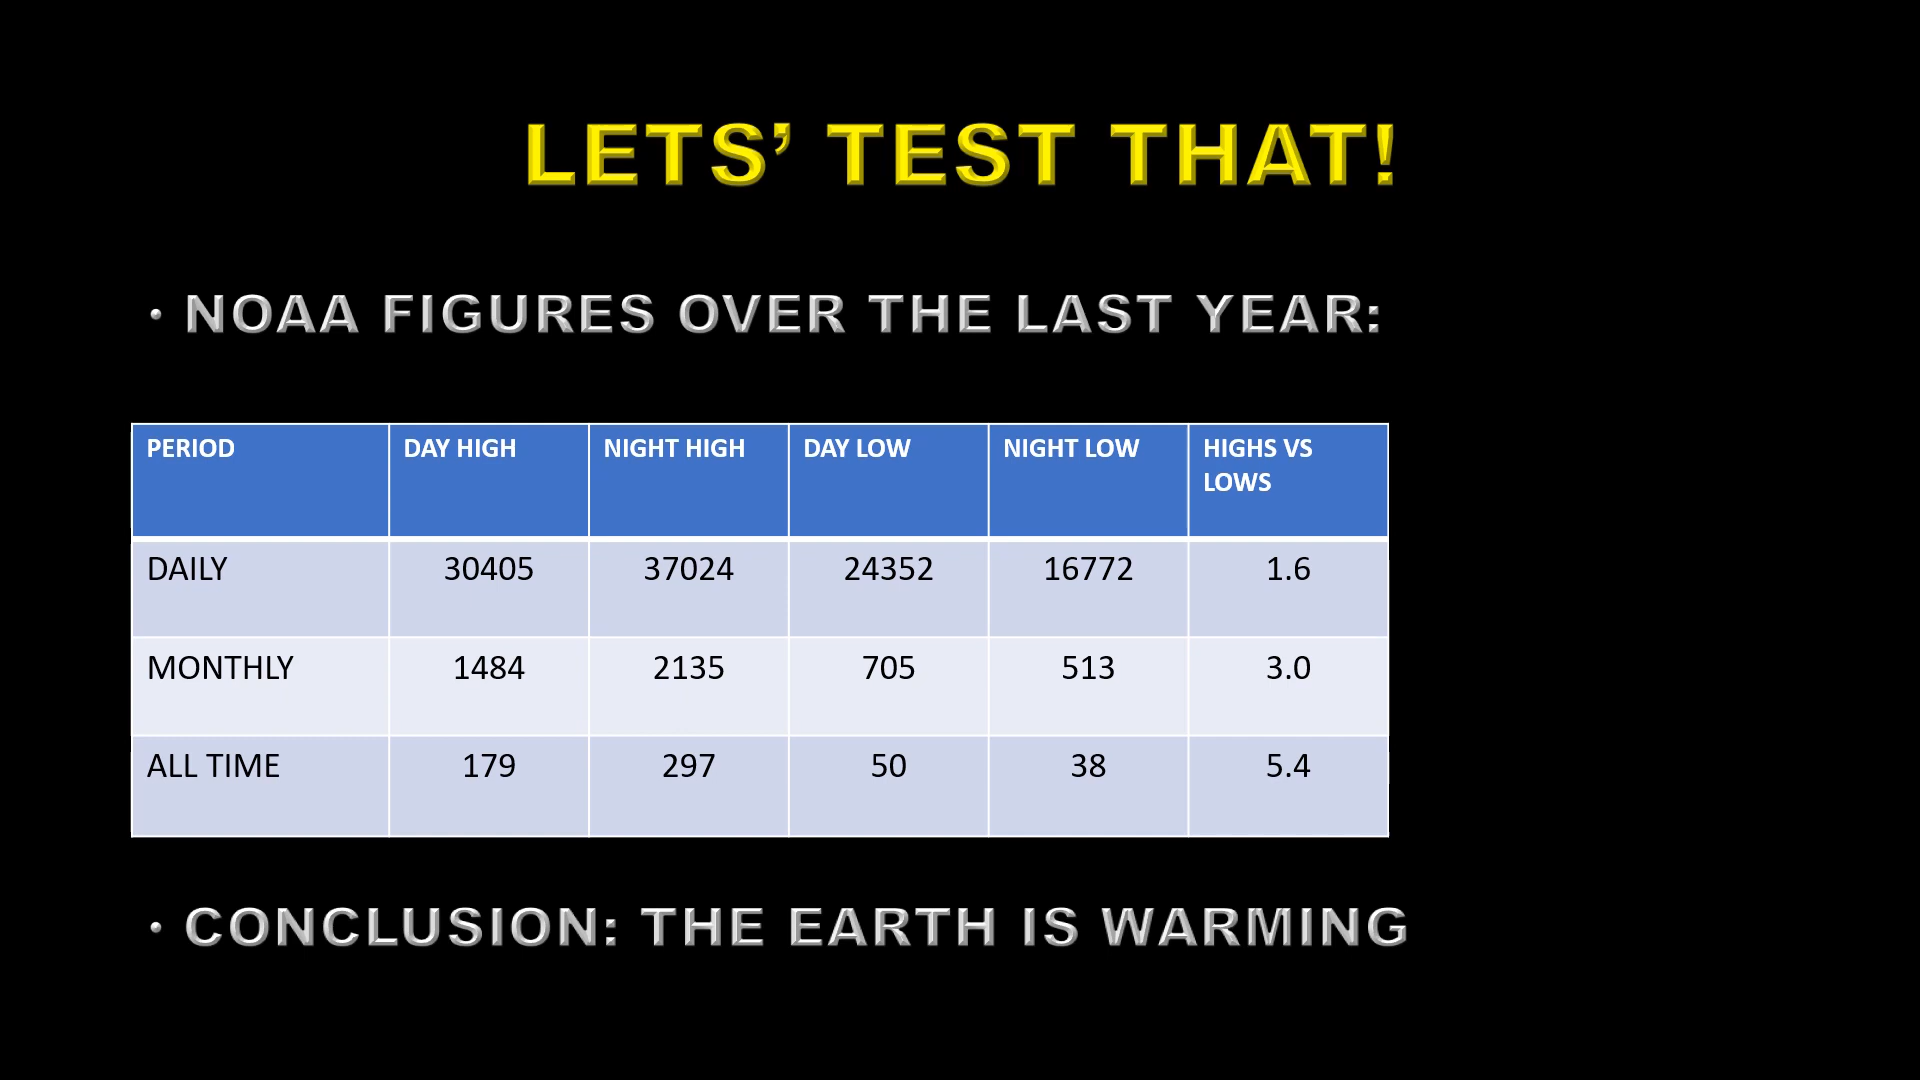 LETS’ TEST THAT!
• NOAA FIGURES OVER THE LAST YEAR:
PERIOD DAY HIGH NIGHT HIGH DAY LOW NIGHT LOW HIGHS VS LOWS
DAILY 30405 37024 24352 16772 1.6
MONTHLY 1484 2135 705 513 3.0
ALL TIME 179 297 50 38 5.4
• CONCLUSION: THE EARTH IS WARMING